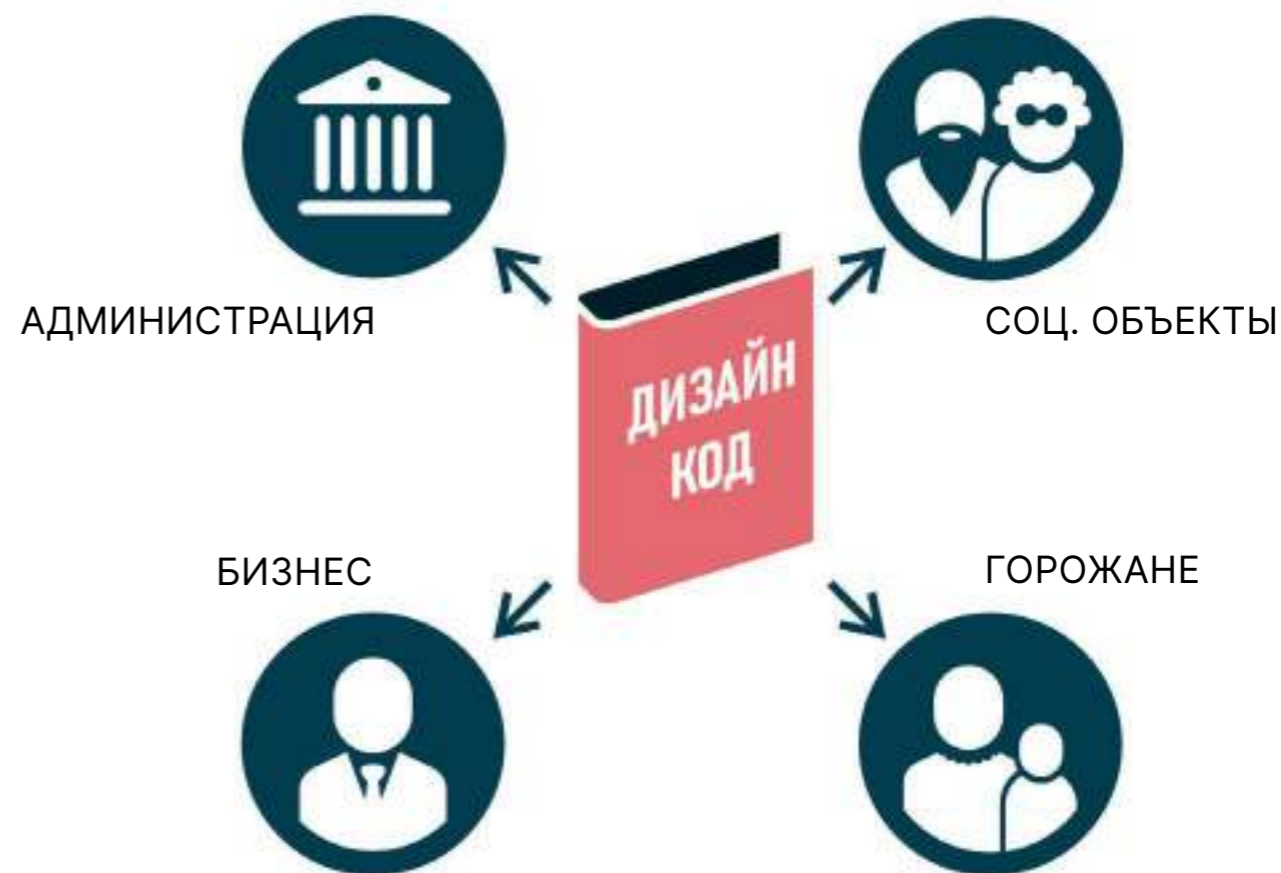 АДМИНИСТРАЦИЯ
СОЦ. ОБЪЕКТЫ
ДИЗАЙН
КОД
БИЗНЕС
ГОРОЖАНЕ